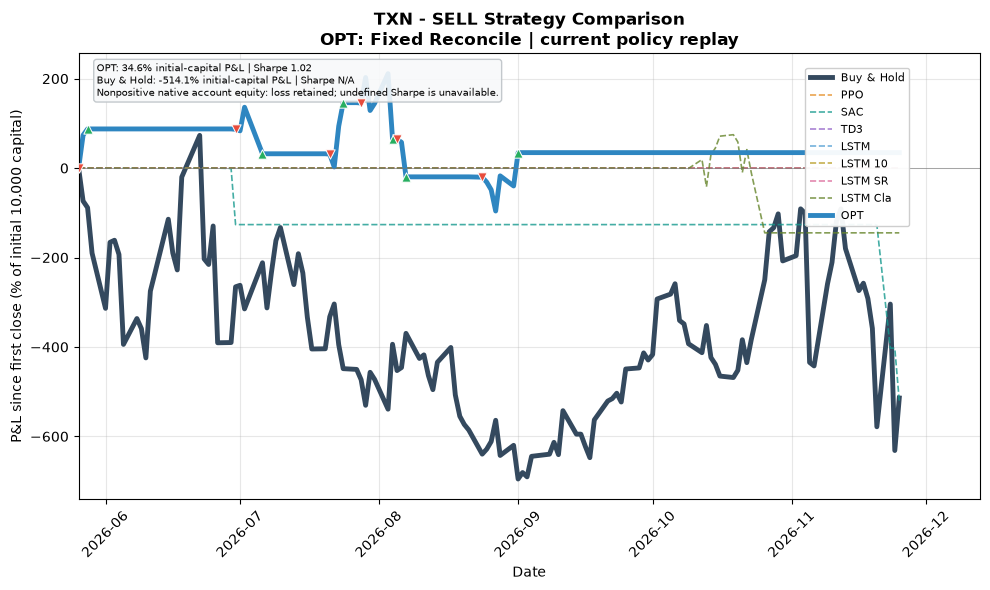 TXN - SELL Strategy Comparison
OPT: Fixed Reconcile | current policy replay
OPT: 34.6% initial-capital P&L | Sharpe 1.02
Buy & Hold: -514.1% initial-capital P&L | Sharpe N/A
Nonpositive native account equity: loss retained; undefined Sharpe is unavailable.
Buy & Hold
PPO
SAC
TD3
LSTM
LSTM 10
LSTM SR
LSTM Cla
OPT
P&L since first close (% of initial 10,000 capital)
200
0
−200
−400
−600
2026-06
2026-07
2026-08
2026-09
2026-10
2026-11
2026-12
Date